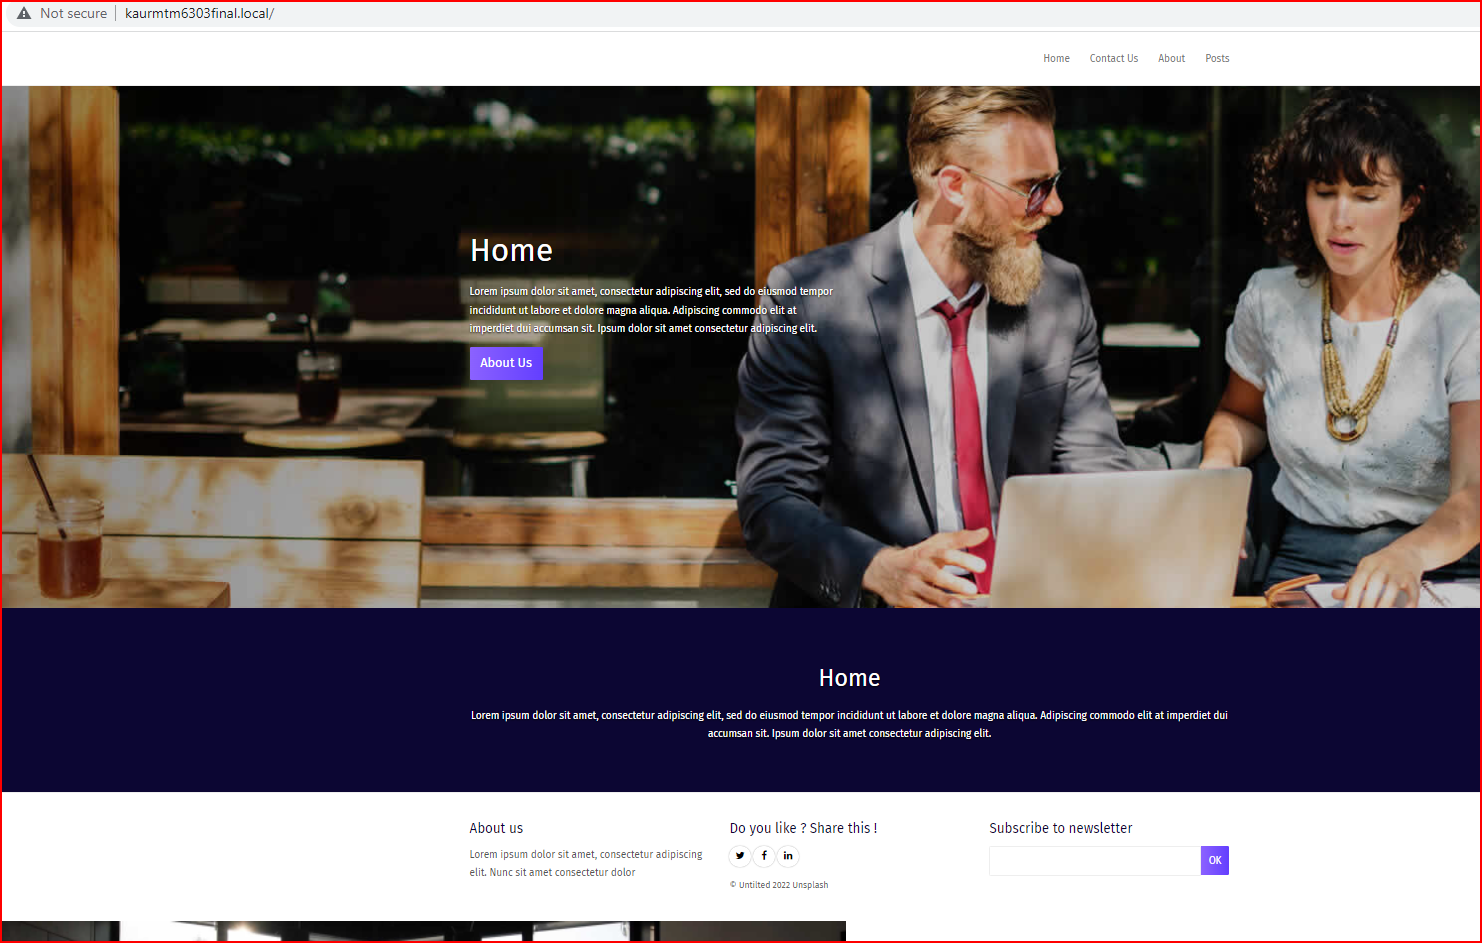 Not secure kaurmtm6303final.local/
Home Contact Us About Posts
Home
Lorem ipsum dolor sit amet, consectetur adipiscing elit, sed do eiusmod tempor
incididunt ut labore et dolore magna aliqua. Adipiscing commodo elit at
imperdiet dui accumsan sit. Ipsum dolor sit amet consectetur adipiscing elit.
About Us
Home
Lorem ipsum dolor sit amet, consectetur adipiscing elit, sed do eiusmod tempor incididunt ut labore et dolore magna aliqua. Adipiscing commodo elit at imperdiet dui
accumsan sit. Ipsum dolor sit amet consectetur adipiscing elit.
About us
Lorem ipsum dolor sit amet, consectetur adipiscing
elit. Nunc sit amet consectetur dolor
Do you like ? Share this !
© Untilted 2022 Unsplash
Subscribe to newsletter
OK